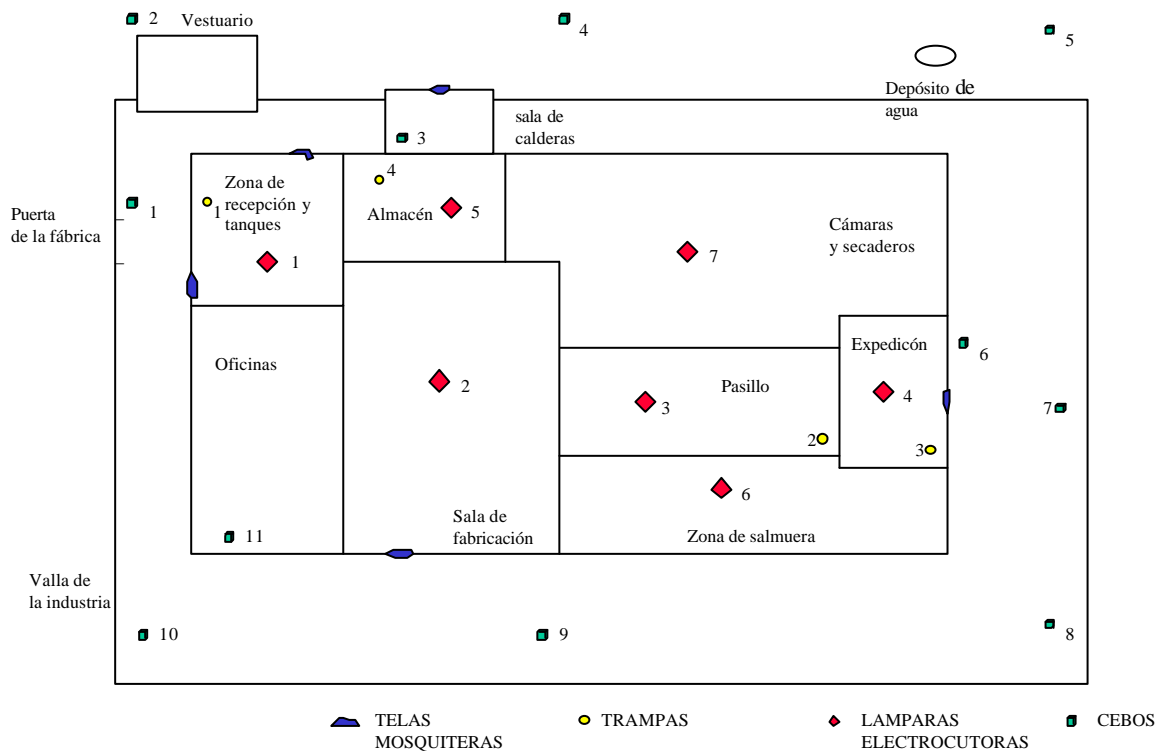 2
Vestuario
4
5
Depósito de
agua
3
sala de
calderas
4
Zona de
recepción y
tanques
1
1
Puerta
de la fábrica
Almacén
5
1
7
Cámaras
y secaderos
Oficinas
2
Expedicón
6
Pasillo
3
4
7
2
3
6
11
Sala de
fabricación
Zona de salmuera
Valla de
la industria
10
9
8
TELAS
MOSQUITERAS
TRAMPAS
LAMPARAS
ELECTROCUTORAS
CEBOS